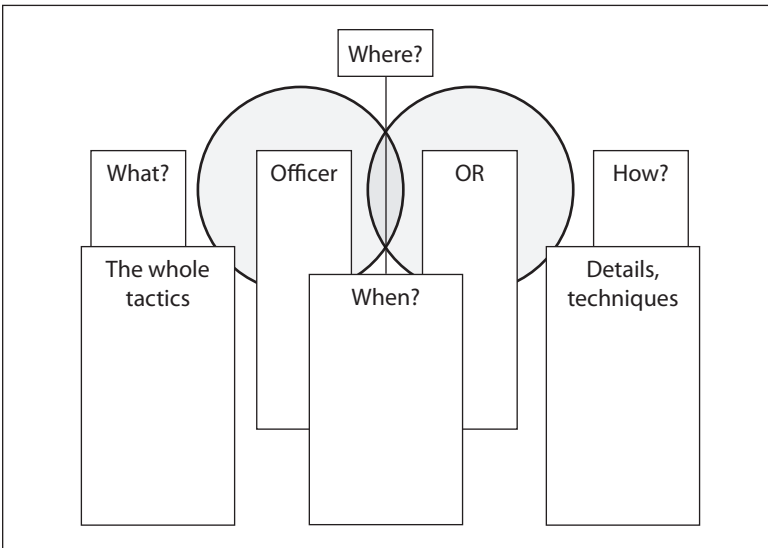 Where?
What?
Officer
OR
How?
The whole
tactics
When?
Details,
techniques